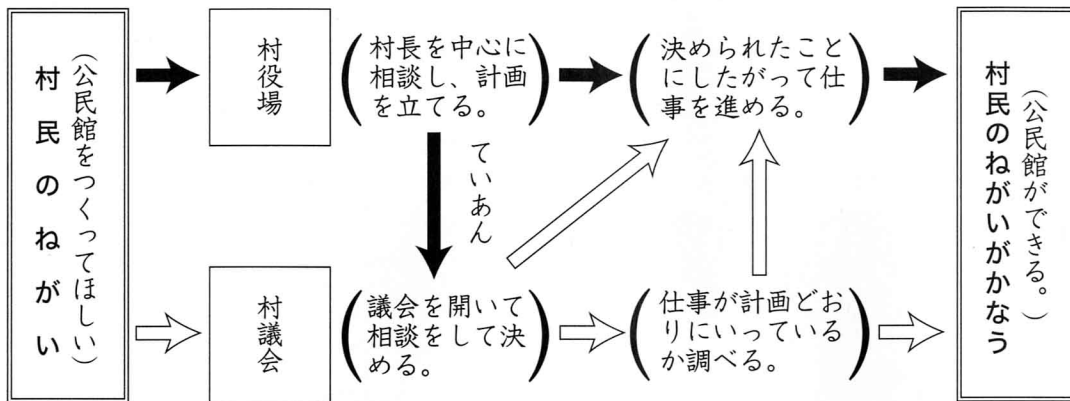 村民のねがい
(公民館をつくってほしい)
村役場
(村長を中心に
相談し、計画
を立てる。)
決められたこと
にしたがって仕
事を進める。
ていあん
村議会
議会を開いて
相談をして決
める。
仕事が計画どお
りにいっている
か調べる。
(公民館ができる。)
村民のねがいがかなう